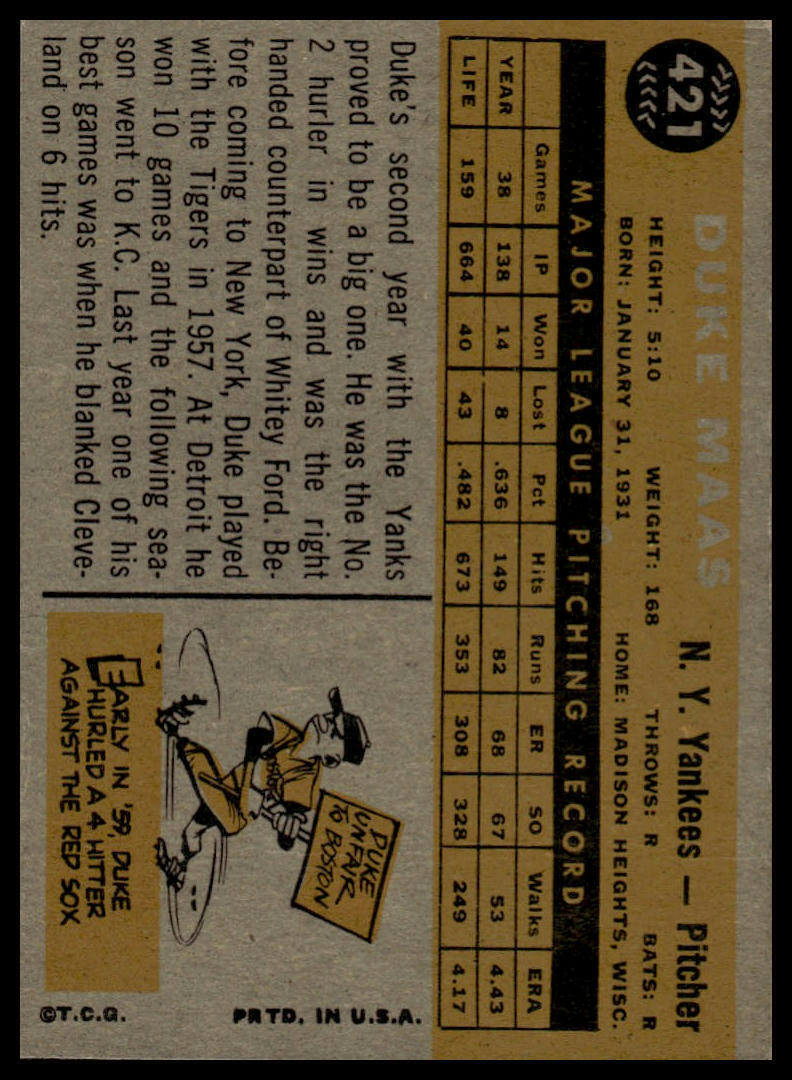 421
DUKE MAAS N. Y. Yankees — Pitcher
HEIGHT: 5:10 WEIGHT: 168 THROWS: R BATS: R
BORN: JANUARY 31, 1931 HOME: MADISON HEIGHTS, WISC.
MAJOR LEAGUE PITCHING RECORD
Games IP Won Lost Pct Hits Runs ER SO Walks ERA
YEAR 38 138 14 8 .636 149 82 68 67 53 4.43
LIFE 159 664 40 43 .482 673 353 308 328 249 4.17
Duke's second year with the Yanks
proved to be a big one. He was the No.
2 hurler in wins and was the right
handed counterpart of Whitey Ford. Be-
fore coming to New York, Duke played
with the Tigers in 1957. At Detroit he
won 10 games and the following sea-
son went to K.C. Last year one of his
best games was when he blanked Cleve-
land on 6 hits.
DUKE
UNFAIR
TO BOSTON
EARLY IN '59, DUKE
HURLED A 4 HITTER
AGAINST THE RED SOX
©T.C.G. PRTD. IN U.S.A.